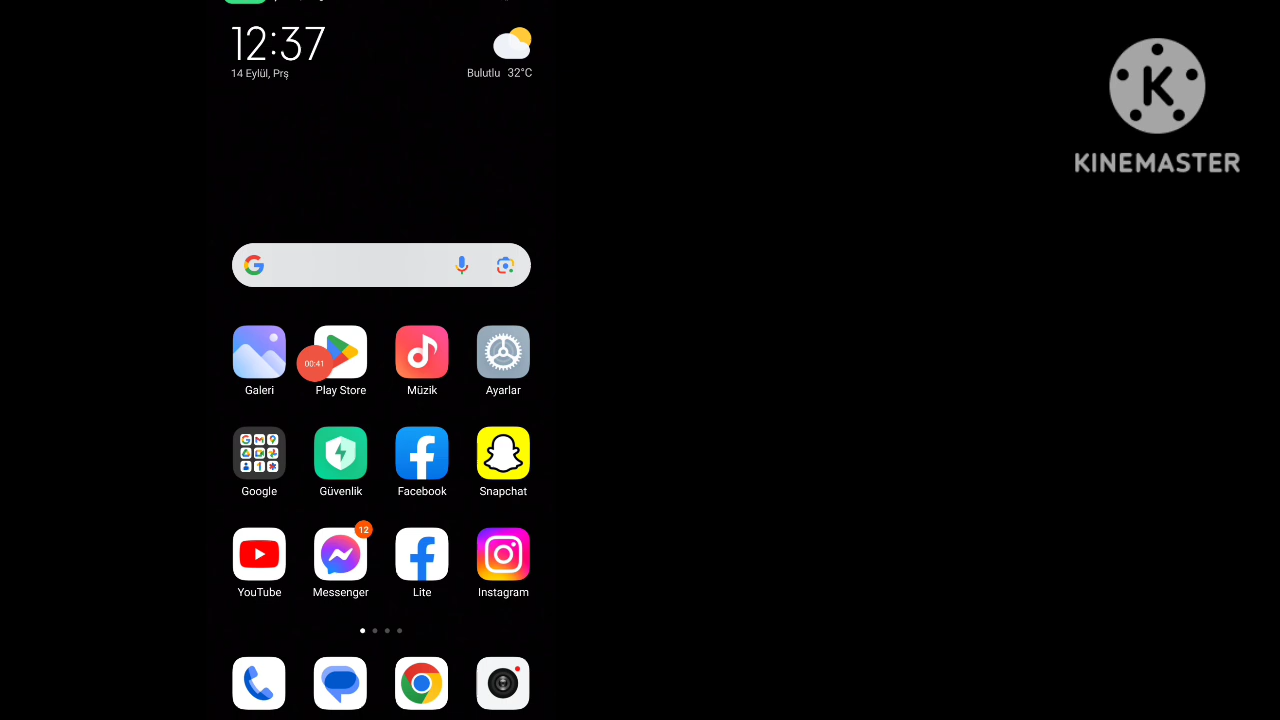 12:37
14 Eylül, Prş
Bulutlu 32°C
KINEMASTER
00:41
Galeri
Play Store
Müzik
Ayarlar
Google
Güvenlik
Facebook
Snapchat
12
YouTube
Messenger
Lite
Instagram